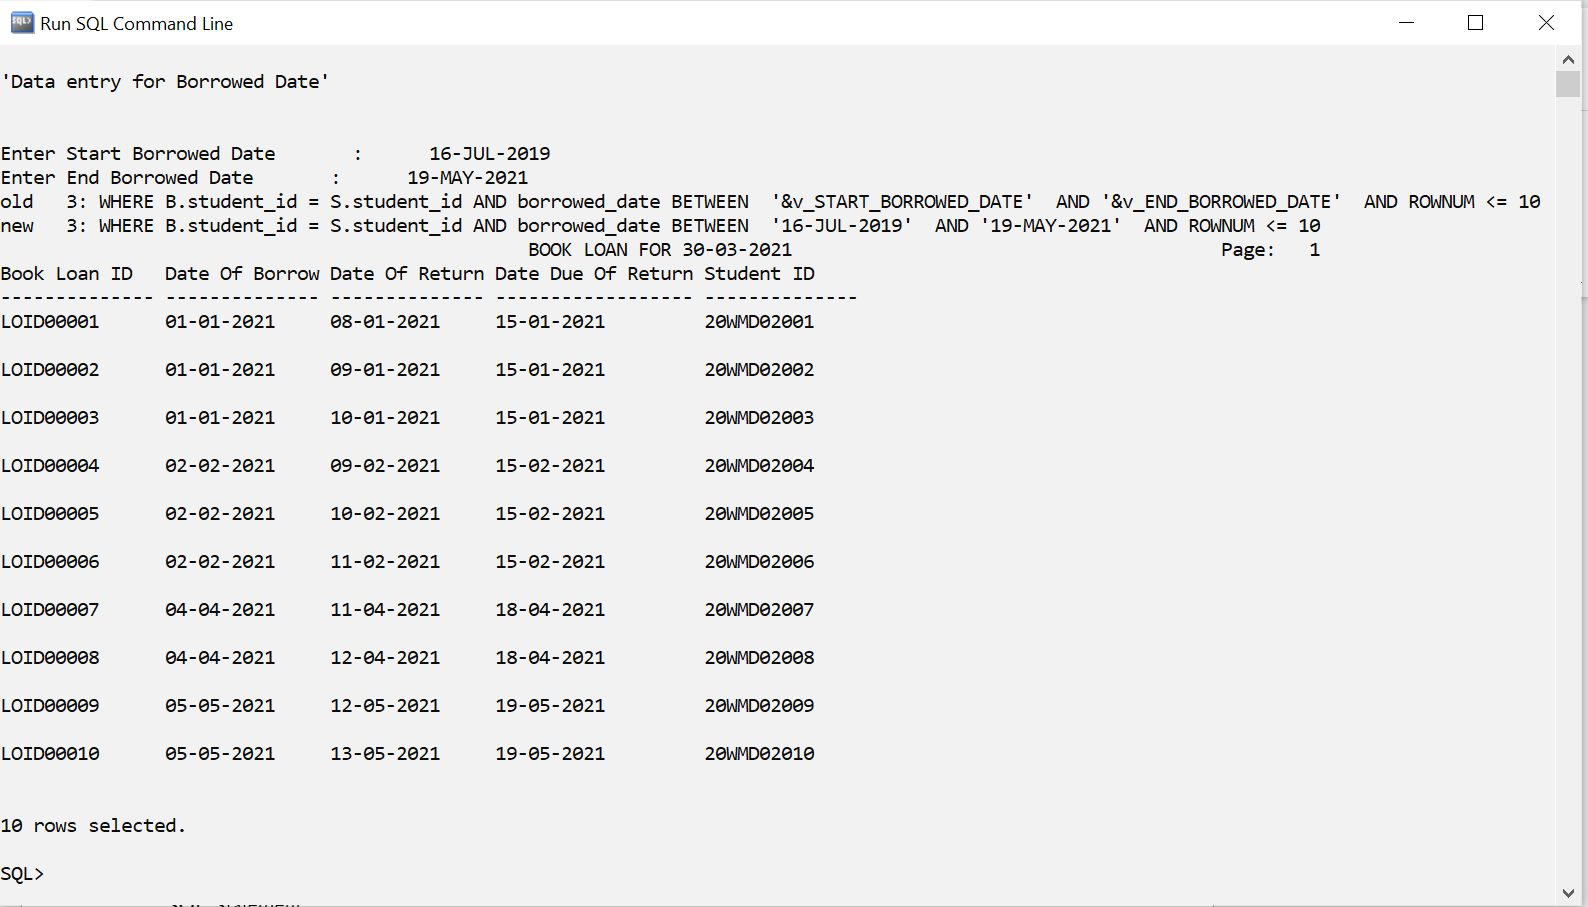 Run SQL Command Line
'Data entry for Borrowed Date'
Enter Start Borrowed Date       :      16-JUL-2019
Enter End Borrowed Date       :      19-MAY-2021
old   3: WHERE B.student_id = S.student_id AND borrowed_date BETWEEN  '&v_START_BORROWED_DATE'  AND '&v_END_BORROWED_DATE'  AND ROWNUM <= 10
new   3: WHERE B.student_id = S.student_id AND borrowed_date BETWEEN  '16-JUL-2019'  AND '19-MAY-2021'  AND ROWNUM <= 10
BOOK LOAN FOR 30-03-2021                                       Page:   1
Book Loan ID   Date Of Borrow Date Of Return Date Due Of Return Student ID
-------------- -------------- -------------- ------------------ --------------
LOID00001      01-01-2021     08-01-2021     15-01-2021         20WMD02001
LOID00002      01-01-2021     09-01-2021     15-01-2021         20WMD02002
LOID00003      01-01-2021     10-01-2021     15-01-2021         20WMD02003
LOID00004      02-02-2021     09-02-2021     15-02-2021         20WMD02004
LOID00005      02-02-2021     10-02-2021     15-02-2021         20WMD02005
LOID00006      02-02-2021     11-02-2021     15-02-2021         20WMD02006
LOID00007      04-04-2021     11-04-2021     18-04-2021         20WMD02007
LOID00008      04-04-2021     12-04-2021     18-04-2021         20WMD02008
LOID00009      05-05-2021     12-05-2021     19-05-2021         20WMD02009
LOID00010      05-05-2021     13-05-2021     19-05-2021         20WMD02010
10 rows selected.
SQL>